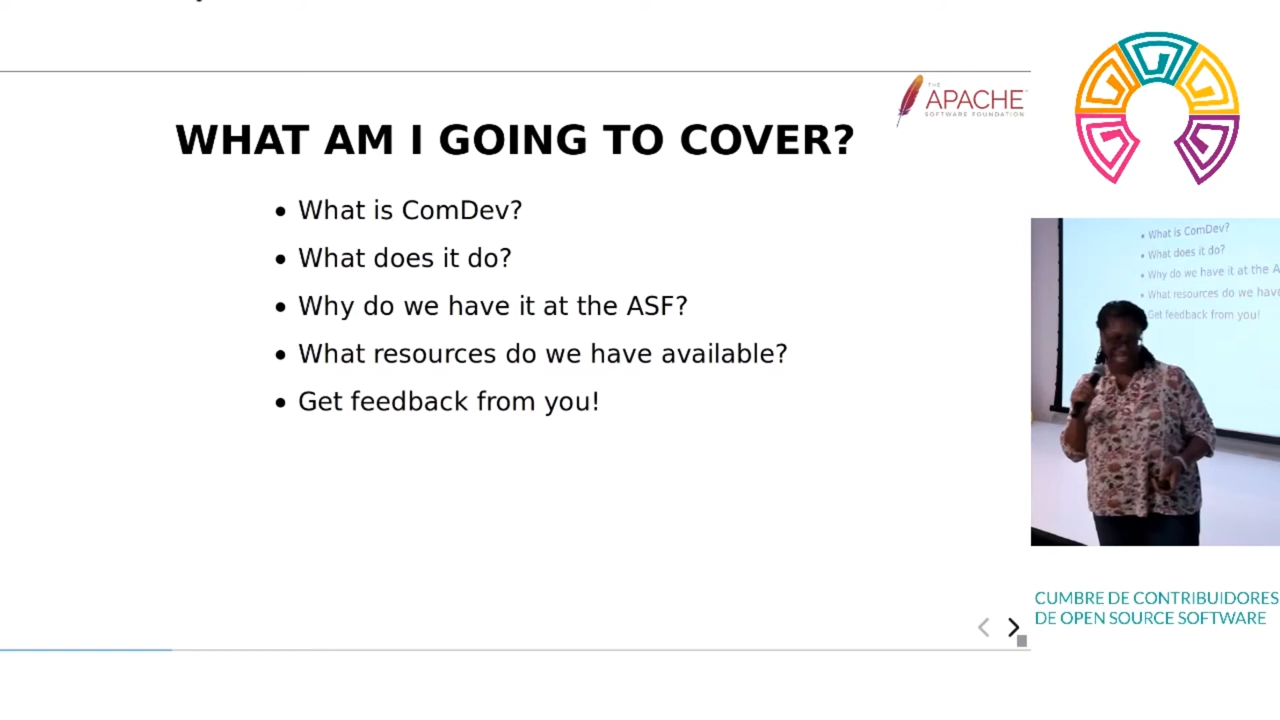 THE
APACHE
SOFTWARE FOUNDATION
WHAT AM I GOING TO COVER?
• What is ComDev?
• What does it do?
• Why do we have it at the ASF?
• What resources do we have available?
• Get feedback from you!
• What is ComDev?
• What does it do?
• Why do we have it at the A
• What resources do we have
Get feedback from you!
CUMBRE DE CONTRIBUIDORES
DE OPEN SOURCE SOFTWARE